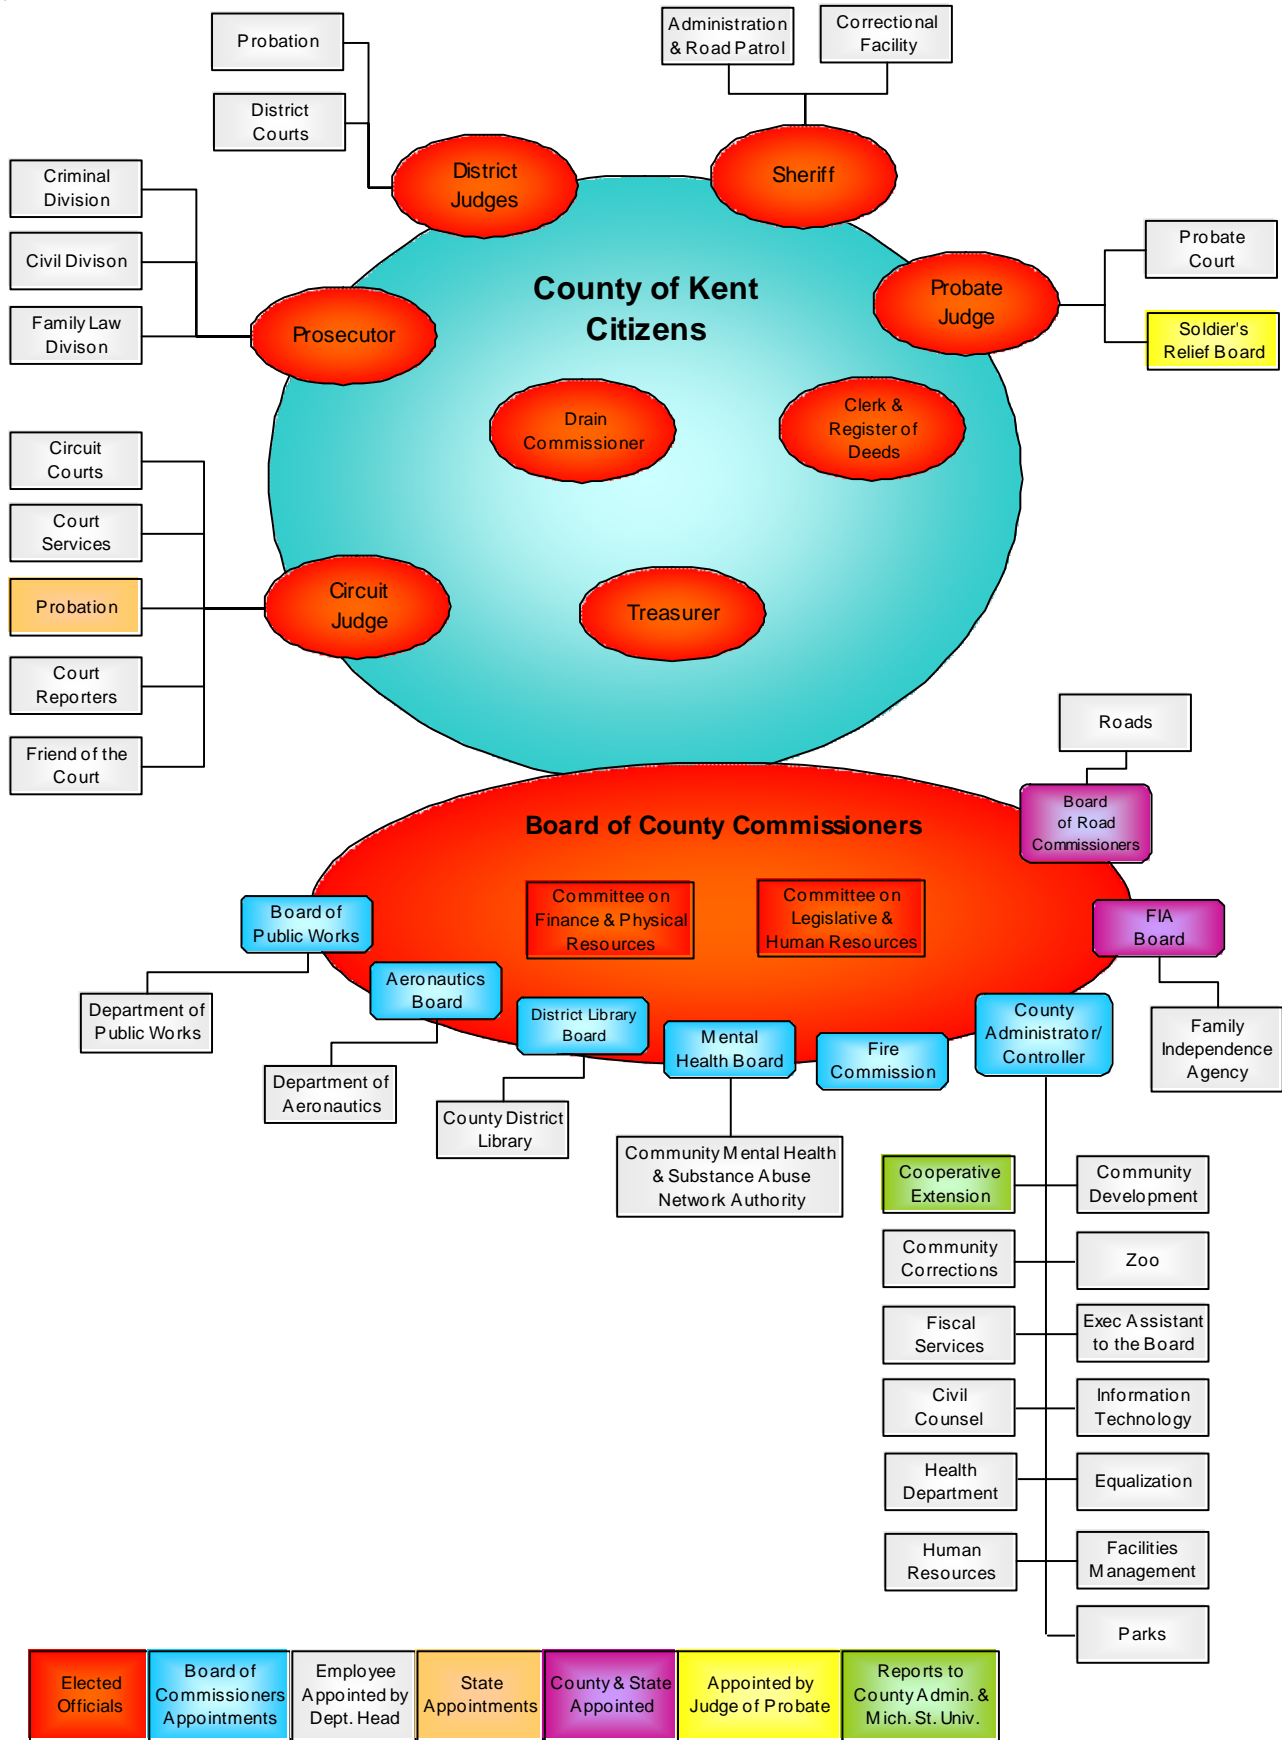 Probation
District
Courts
Administration
& Road Patrol
Correctional
Facility
District
Judges
Sheriff
Criminal
Division
Civil Divison
Family Law
Divison
Prosecutor
County of Kent
Citizens
Probate
Judge
Probate
Court
Soldier's
Relief Board
Drain
Commissioner
Clerk &
Register of
Deeds
Circuit
Courts
Court
Services
Probation
Court
Reporters
Friend of the
Court
Circuit
Judge
Treasurer
Roads
Board
of Road
Commissioners
Board of County Commissioners
Committee on
Finance & Physical
Resources
Committee on
Legislative &
Human Resources
Board of
Public Works
FIA
Board
Aeronautics
Board
District Library
Board
Mental
Health Board
Fire
Commission
County
Administrator/
Controller
Department of
Public Works
Department of
Aeronautics
County District
Library
Community Mental Health
& Substance Abuse
Network Authority
Family
Independence
Agency
Cooperative
Extension
Community
Development
Community
Corrections
Zoo
Fiscal
Services
Exec Assistant
to the Board
Civil
Counsel
Information
Technology
Health
Department
Equalization
Human
Resources
Facilities
Management
Parks
Elected
Officials
Board of
Commissioners
Appointments
Employee
Appointed by
Dept. Head
State
Appointments
County & State
Appointed
Appointed by
Judge of Probate
Reports to
County Admin. &
Mich. St. Univ.